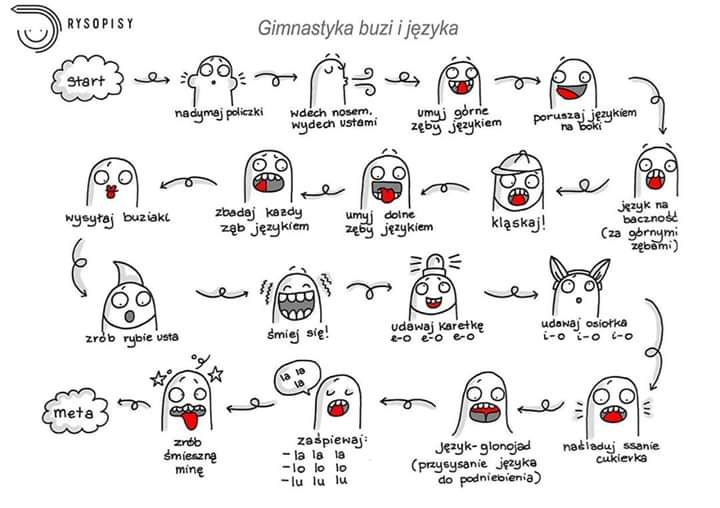 RYSOPISY
Gimnastyka buzi i języka
start
nadymaj policzki
wdech nosem,
wydech ustami
umyj górne
zęby językiem
poruszaj językiem
na boki
język na
baczność
(za górnymi
zębami)
kląskaj!
umyj dolne
zęby językiem
zbadaj każdy
ząb językiem
wysyłaj buziaki
zrób rybie usta
śmiej się!
udawaj karetkę
e-o e-o e-o
udawaj osiołka
i-o i-o i-o
naśladuj ssanie
cukierka
język-glonojad
(przysysanie języka
do podniebienia)
la la
la
zaśpiewaj:
- la la la
- lo lo lo
- lu lu lu
zrób
śmieszną
minę
meta